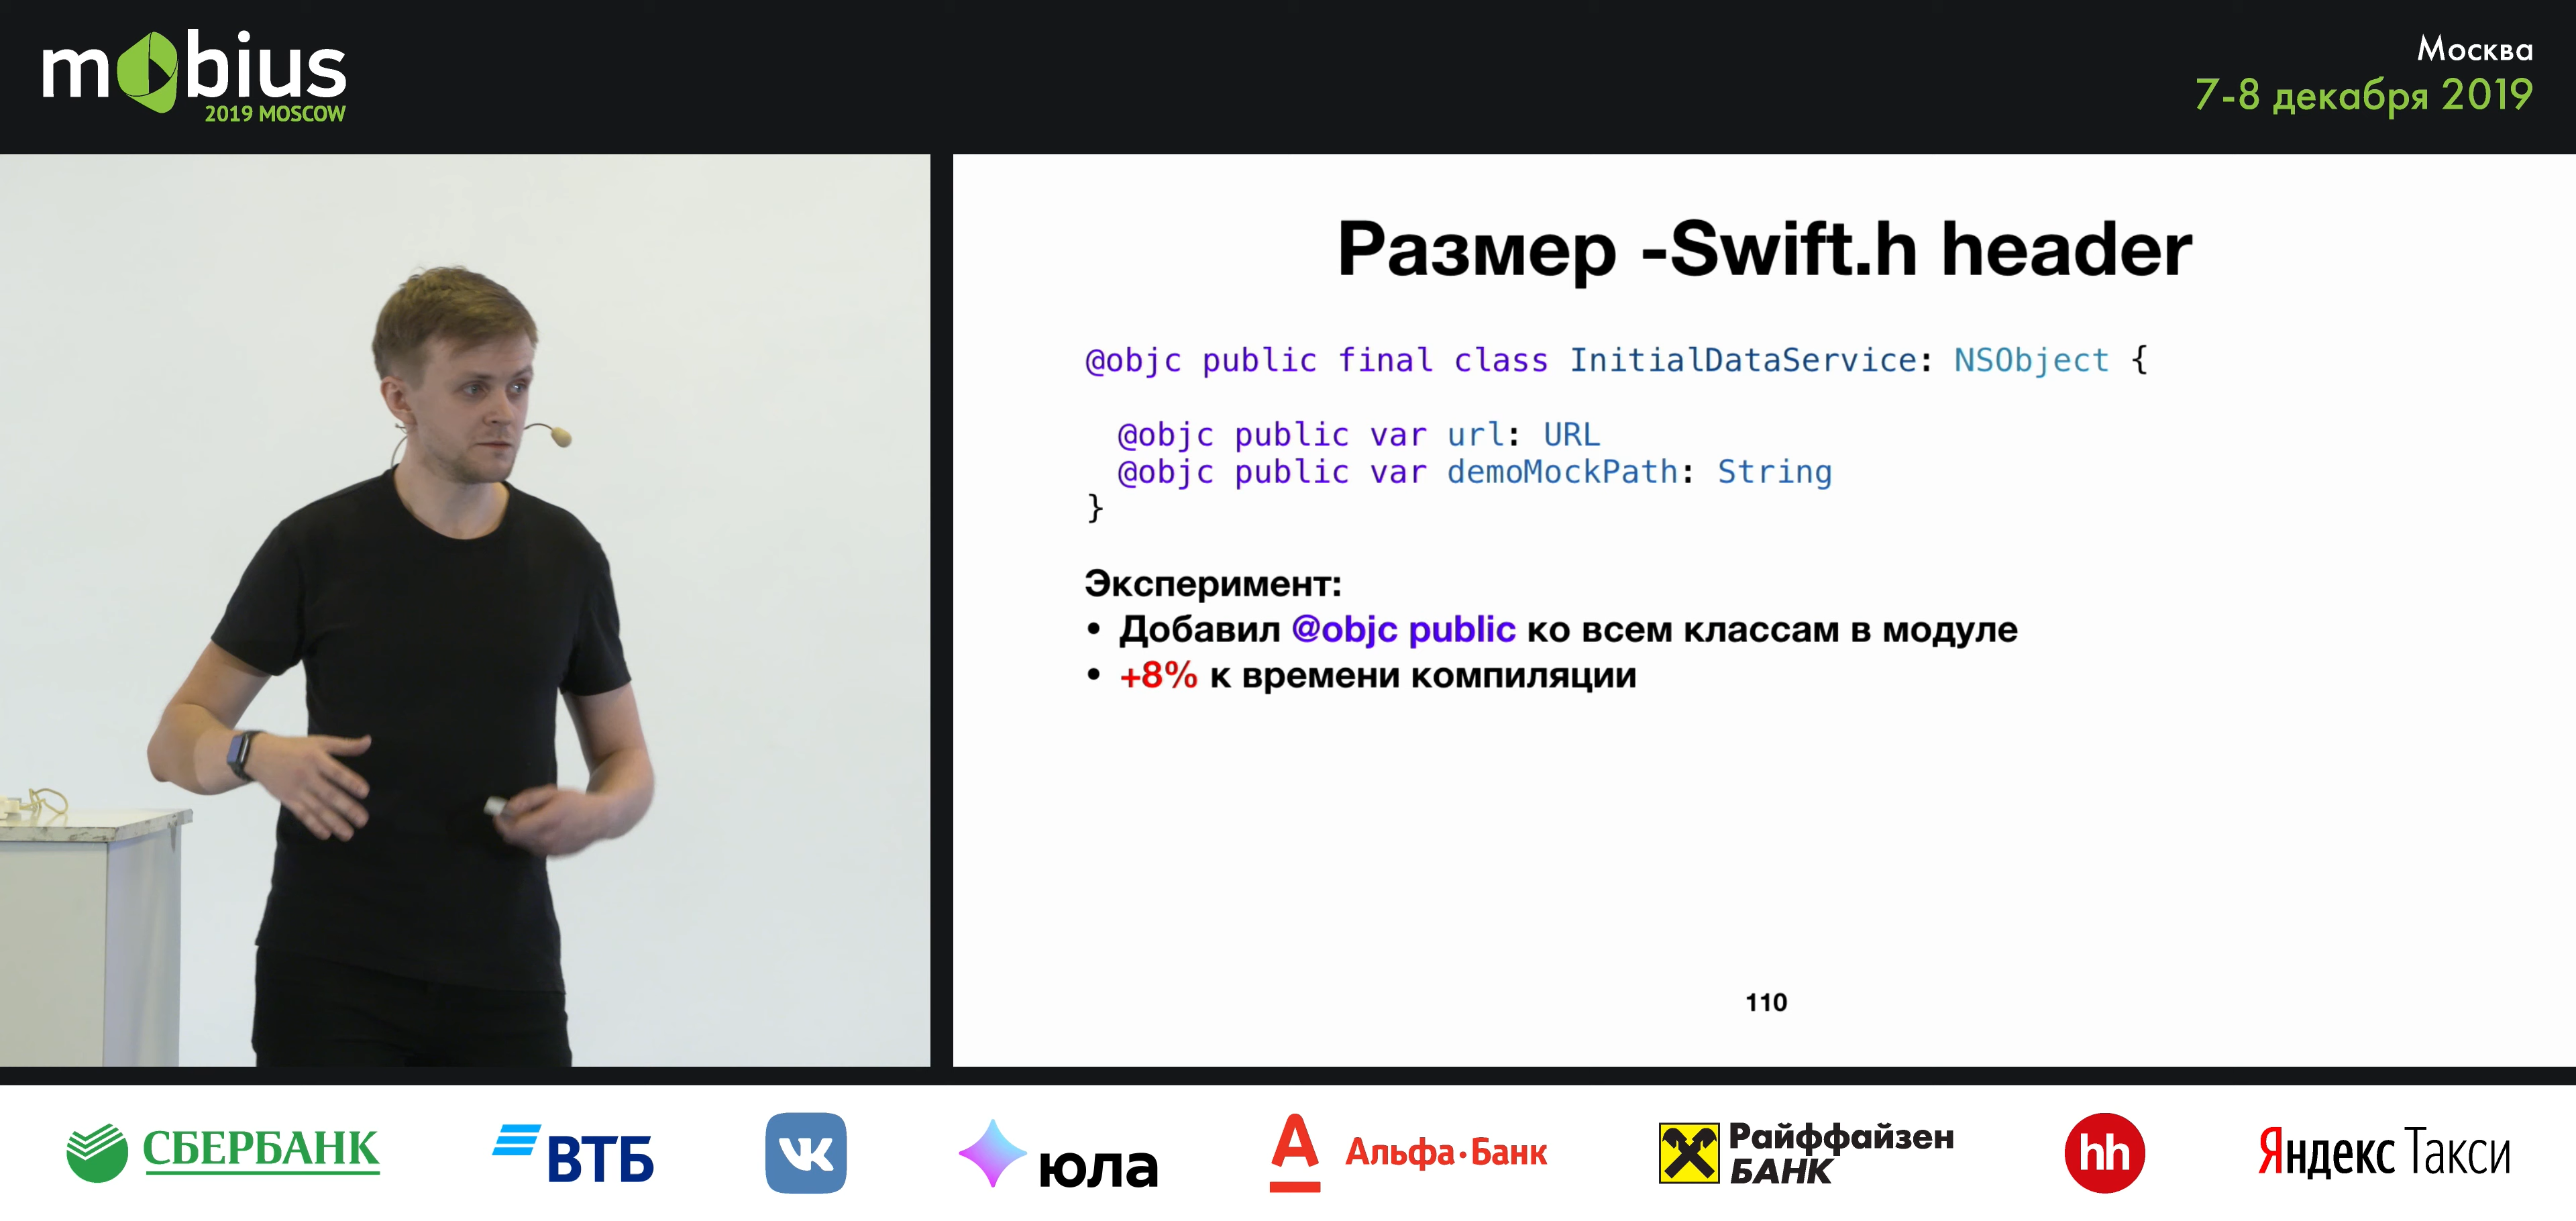 mobius
2019 MOSCOW
Москва
7-8 декабря 2019
Размер -Swift.h header
@objc public final class InitialDataService: NSObject {
@objc public var url: URL
@objc public var demoMockPath: String
}
Эксперимент:
• Добавил @objc public ко всем классам в модуле
• +8% к времени компиляции
110
СБЕРБАНК
ВТБ
VK
юла
А Альфа·Банк
Райффайзен
БАНК
hh
Яндекс Такси